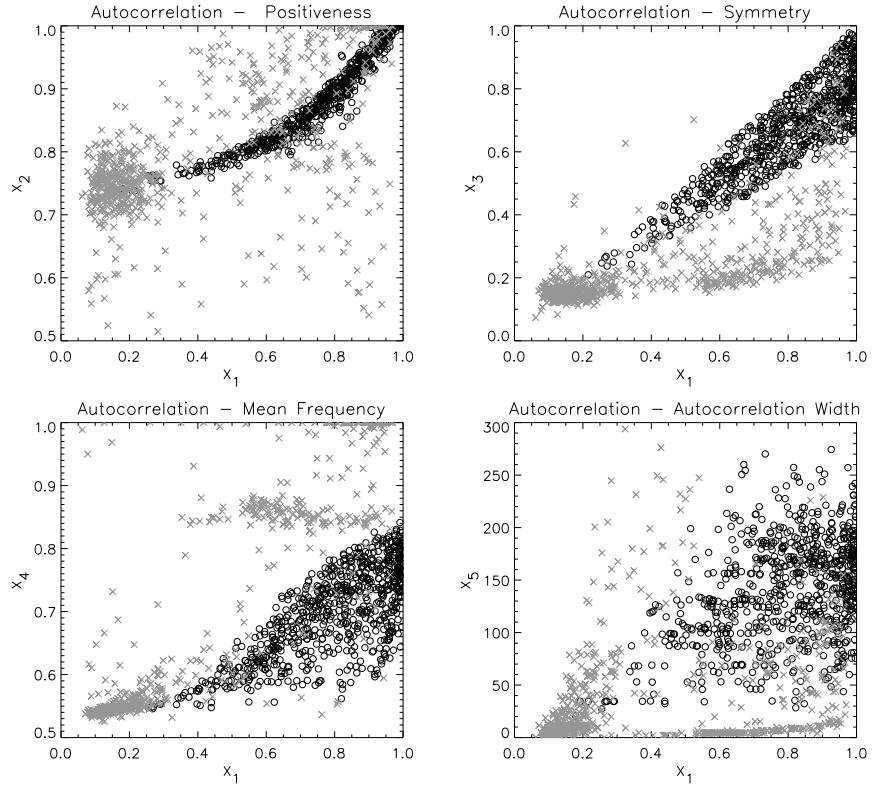 Autocorrelation – Positiveness
1.0
0.9
0.8
0.7
0.6
0.5
x2
0.0 0.2 0.4 0.6 0.8 1.0
x1
Autocorrelation – Symmetry
1.0
0.8
0.6
0.4
0.2
0.0
x3
0.0 0.2 0.4 0.6 0.8 1.0
x1
Autocorrelation – Mean Frequency
1.0
0.9
0.8
0.7
0.6
0.5
x4
0.0 0.2 0.4 0.6 0.8 1.0
x1
Autocorrelation – Autocorrelation Width
300
250
200
150
100
50
0
x5
0.0 0.2 0.4 0.6 0.8 1.0
x1